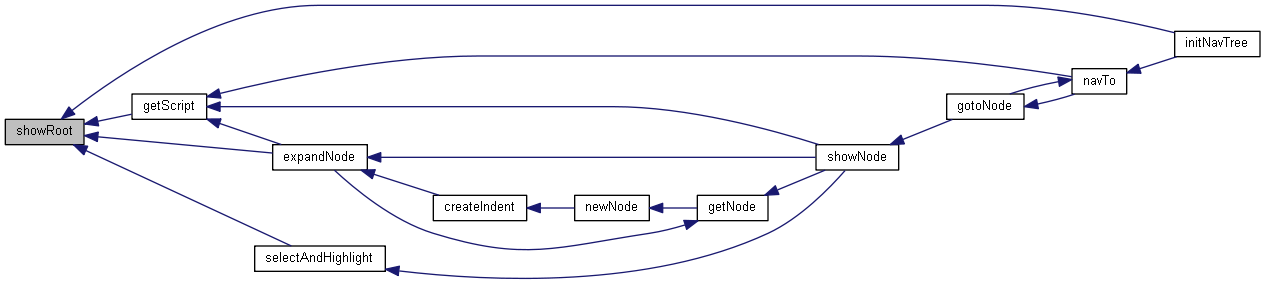 initNavTree
navTo
getScript
gotoNode
showRoot
expandNode
showNode
createIndent
newNode
getNode
selectAndHighlight